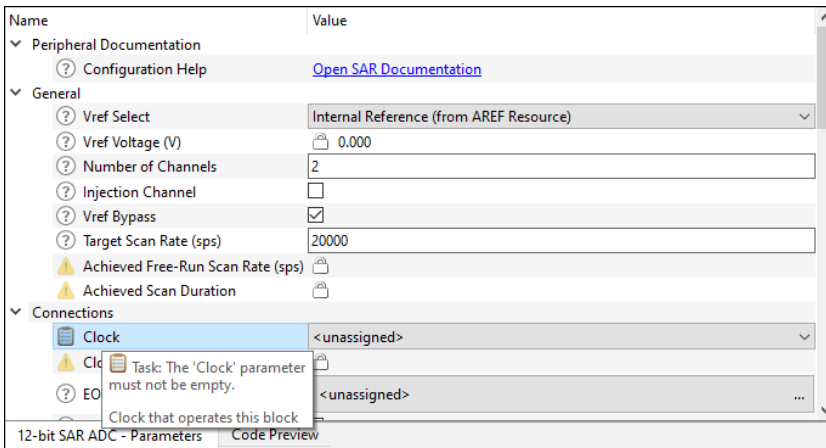 Name Value
Peripheral Documentation
Configuration Help Open SAR Documentation
General
Vref Select Internal Reference (from AREF Resource)
Vref Voltage (V) 0.000
Number of Channels 2
Injection Channel
Vref Bypass
Target Scan Rate (sps) 20000
Achieved Free-Run Scan Rate (sps)
Achieved Scan Duration
Connections
Clock <unassigned>
Task: The 'Clock' parameter
must not be empty.
EO <unassigned> ...
Clock that operates this block
12-bit SAR ADC - Parameters Code Preview